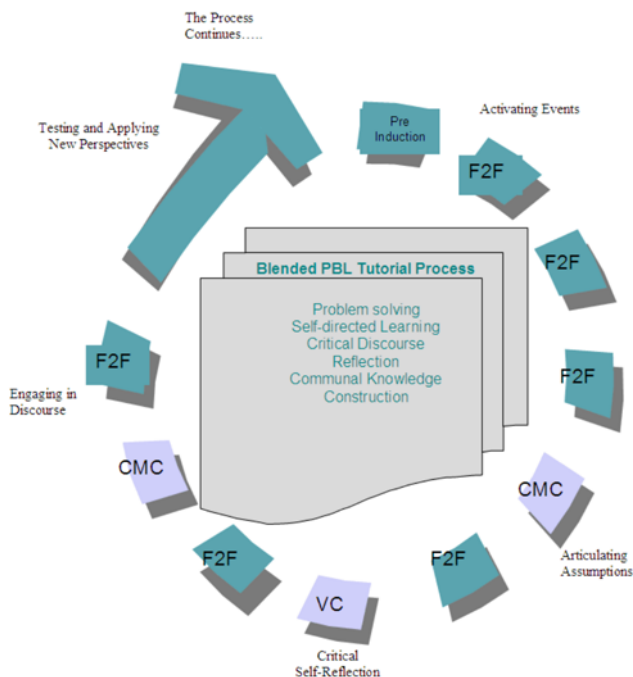 The Process
Continues.....
Testing and Applying
New Perspectives
Pre
Induction
Activating Events
F2F
F2F
F2F
CMC
Articulating
Assumptions
F2F
VC
Critical
Self-Reflection
F2F
CMC
Engaging in
Discourse
F2F
Blended PBL Tutorial Process
Problem solving
Self-directed Learning
Critical Discourse
Reflection
Communal Knowledge
Construction